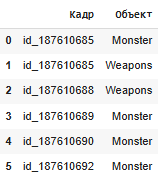 Кадр Объект
0 id_187610685 Monster
1 id_187610685 Weapons
2 id_187610688 Weapons
3 id_187610689 Monster
4 id_187610690 Monster
5 id_187610692 Monster